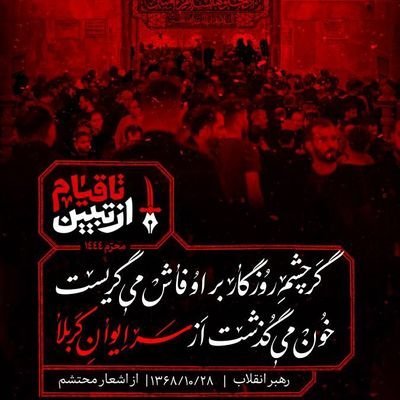 تا قیام
از تبیین
محرّم ۱۴۴۴
گر چشمِ روزگار بر او فاش می‌گریست
خون می‌گذشت از سر ایوانِ کربلا
رهبر انقلاب | ۱۳۶۸/۱۰/۲۸ | از اشعار محتشم